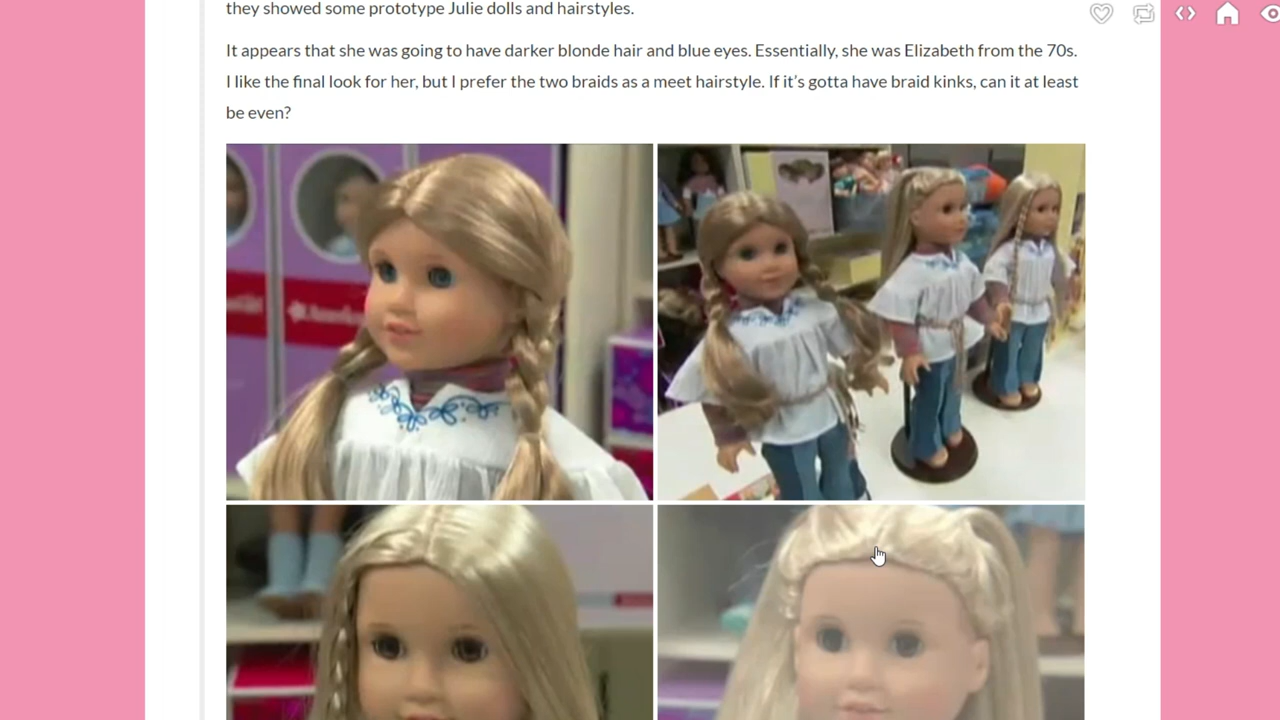 they showed some prototype Julie dolls and hairstyles.
It appears that she was going to have darker blonde hair and blue eyes. Essentially, she was Elizabeth from the 70s.
I like the final look for her, but I prefer the two braids as a meet hairstyle. If it’s gotta have braid kinks, can it at least
be even?